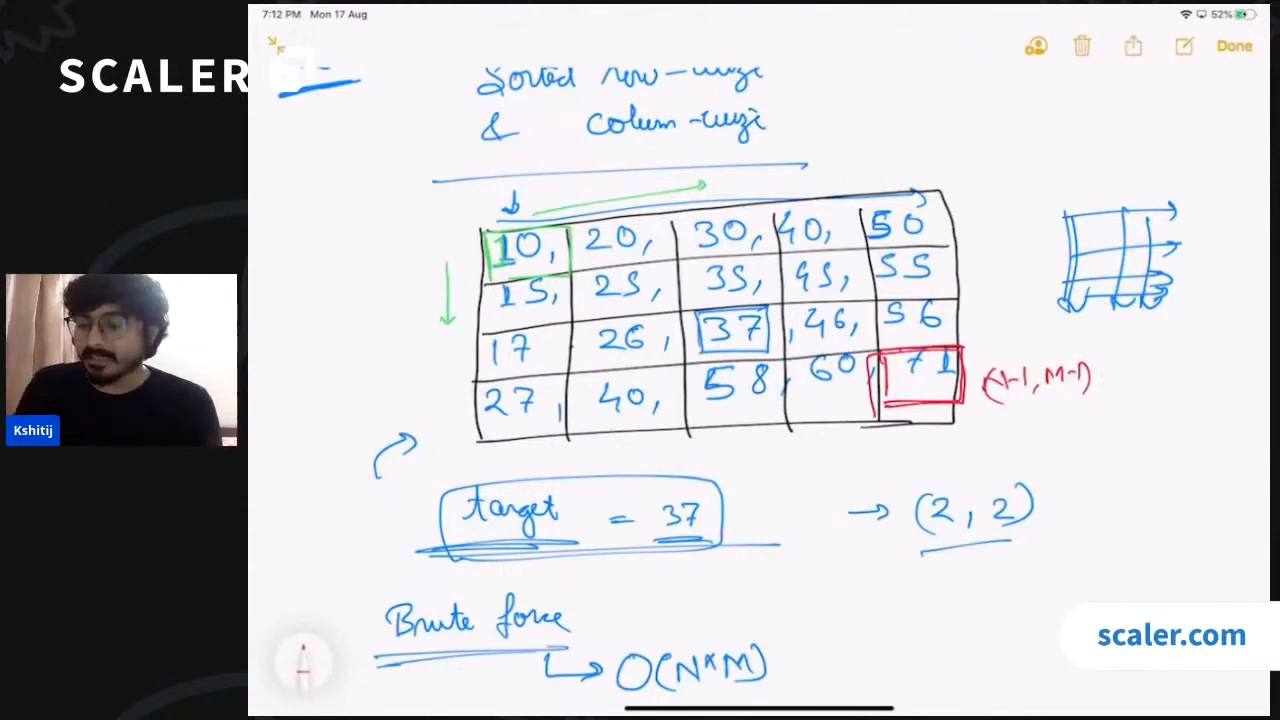 7:12 PM Mon 17 Aug
52%
SCALER
Done
Sorted row-wise
& colum-wise
10, 20, 30, 40, 50
15, 25, 35, 45, 55
17 26, 37, 46, 56
27, 40, 58, 60, 71
(N-1, M-1)
Kshitij
target = 37 → (2, 2)
Brute force
scaler.com
→ O(N*M)